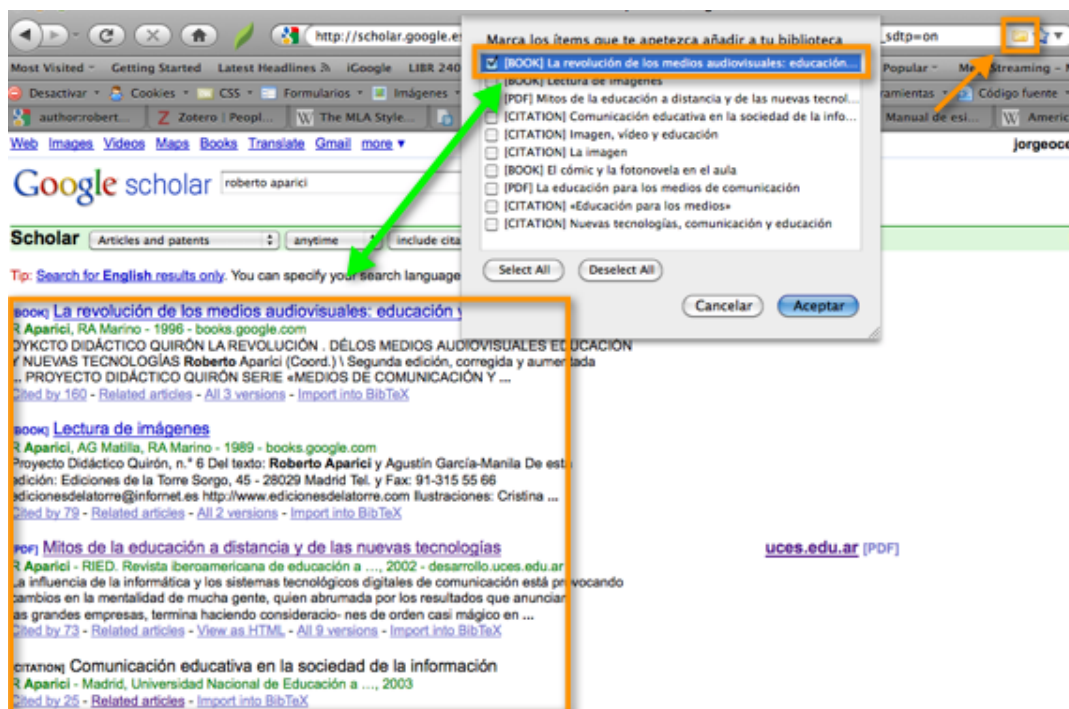 http://scholar.google.es
_sdtp=on
Most Visited
Getting Started
Latest Headlines
iGoogle
LIBR 240
Popular
Streaming
Desactivar
Cookies
CSS
Formularios
Imágenes
Código fuente
author:robert...
Zotero | Peopl...
The MLA Style...
Manual de esi...
Americ
Web Images Videos Maps Books Translate Gmail more ▼
jorgeoce
Google scholar
roberto aparici
Marca los ítems que te apetezca añadir a tu biblioteca
[BOOK] La revolución de los medios audiovisuales: educación...
[BOOK] Lectura de imágenes
[PDF] Mitos de la educación a distancia y de las nuevas tecnol...
[CITATION] Comunicación educativa en la sociedad de la info...
[CITATION] Imagen, vídeo y educación
[CITATION] La imagen
[BOOK] El cómic y la fotonovela en el aula
[PDF] La educación para los medios de comunicación
[CITATION] «Educación para los medios»
[CITATION] Nuevas tecnologías, comunicación y educación
Select All
Deselect All
Cancelar
Aceptar
Scholar
Articles and patents
anytime
include cita
Tip: Search for English results only. You can specify your search language
[BOOK] La revolución de los medios audiovisuales: educación y
R Aparici, RA Marino - 1996 - books.google.com
OYKCTO DIDÁCTICO QUIRÓN LA REVOLUCIÓN . DÉLOS MEDIOS AUDIOVISUALES EDUCACIÓN
Y NUEVAS TECNOLOGÍAS Roberto Aparici (Coord.) \ Segunda edición, corregida y aumentada
... PROYECTO DIDÁCTICO QUIRÓN SERIE «MEDIOS DE COMUNICACIÓN Y ...
Cited by 160 - Related articles - All 3 versions - Import into BibTeX
[BOOK] Lectura de imágenes
R Aparici, AG Matilla, RA Marino - 1989 - books.google.com
Proyecto Didáctico Quirón, n.° 6 Del texto: Roberto Aparici y Agustín García-Manila De esta
edición: Ediciones de la Torre Sorgo, 45 - 28029 Madrid Tel. y Fax: 91-315 55 66
edicionesdelatorre@infornet.es http://www.edicionesdelatorre.com Ilustraciones: Cristina ...
Cited by 79 - Related articles - All 2 versions - Import into BibTeX
[PDF] Mitos de la educación a distancia y de las nuevas tecnologías
uces.edu.ar [PDF]
R Aparici - RIED. Revista iberoamericana de educación a ..., 2002 - desarrollo.uces.edu.ar
La influencia de la informática y los sistemas tecnológicos digitales de comunicación está provocando
cambios en la mentalidad de mucha gente, quien abrumada por los resultados que anuncian
las grandes empresas, termina haciendo consideracio- nes de orden casi mágico en ...
Cited by 73 - Related articles - View as HTML - All 9 versions - Import into BibTeX
[CITATION] Comunicación educativa en la sociedad de la información
R Aparici - Madrid, Universidad Nacional de Educación a ..., 2003
Cited by 25 - Related articles - Import into BibTeX